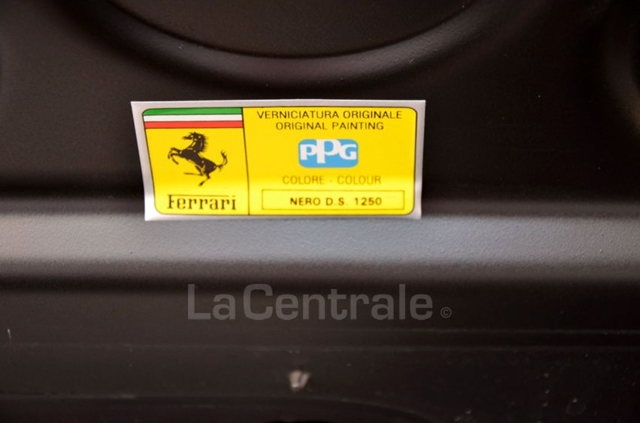 VERNICIATURA ORIGINALE
ORIGINAL PAINTING
PPG
COLORE - COLOUR
NERO D.S. 1250
Ferrari
LaCentrale©